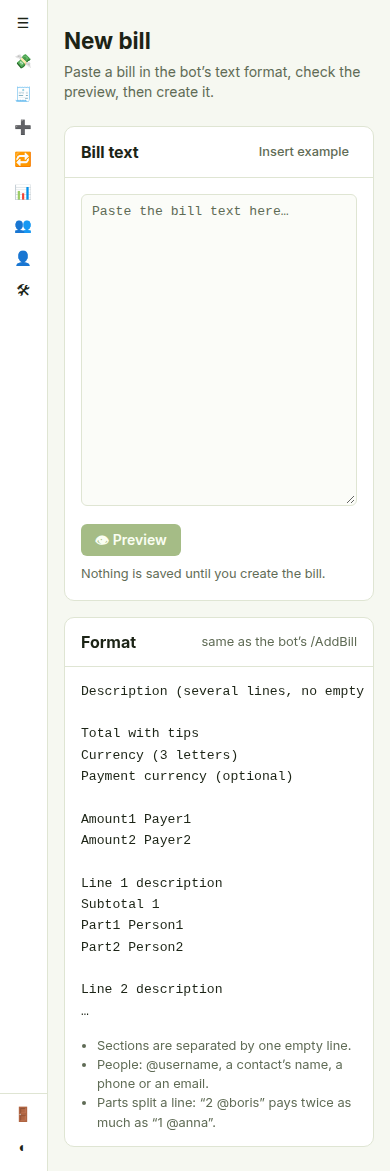 New bill
Paste a bill in the bot’s text format, check the
preview, then create it.
Bill text
Insert example
Paste the bill text here…
Preview
Nothing is saved until you create the bill.
Format
same as the bot’s /AddBill
Description (several lines, no empty
Total with tips
Currency (3 letters)
Payment currency (optional)
Amount1 Payer1
Amount2 Payer2
Line 1 description
Subtotal 1
Part1 Person1
Part2 Person2
Line 2 description
…
• Sections are separated by one empty line.
• People: @username, a contact’s name, a
phone or an email.
• Parts split a line: “2 @boris” pays twice as
much as “1 @anna”.